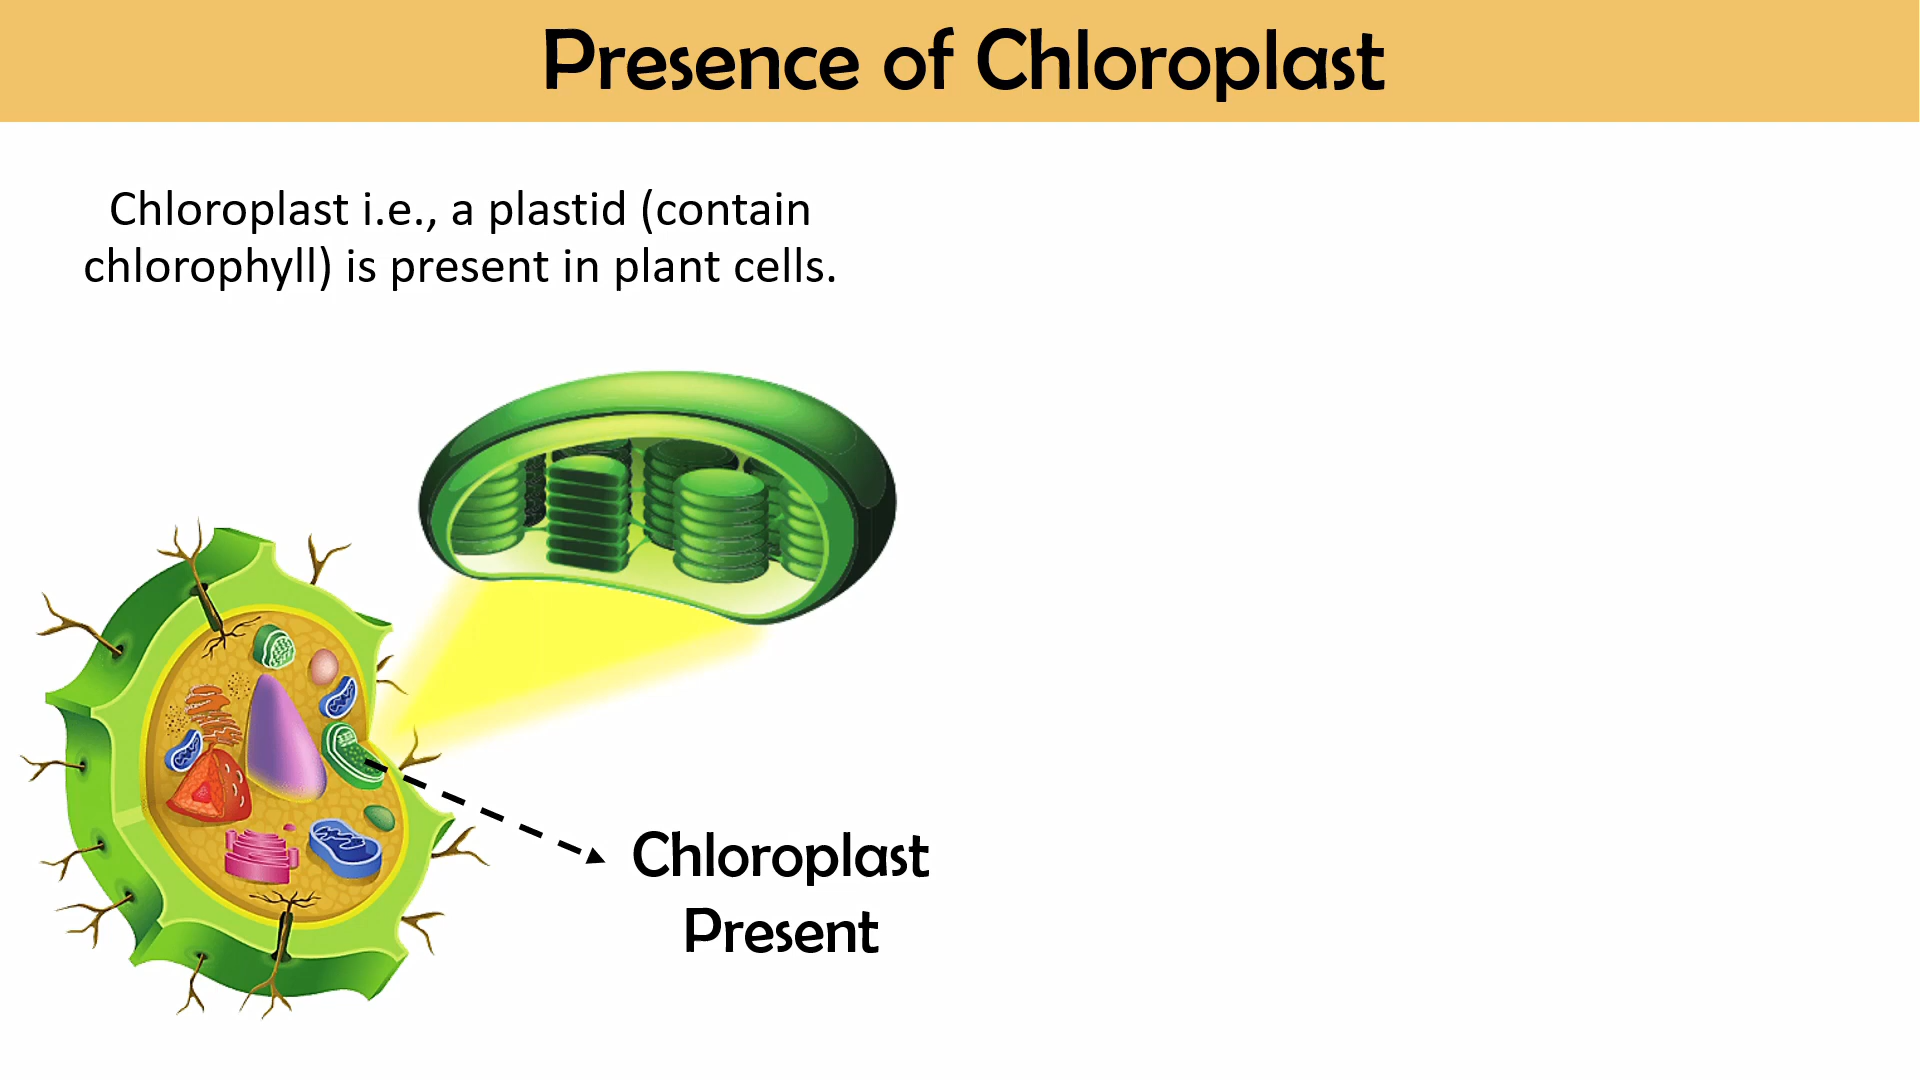 Presence of Chloroplast
Chloroplast i.e., a plastid (contain
chlorophyll) is present in plant cells.
Chloroplast
Present